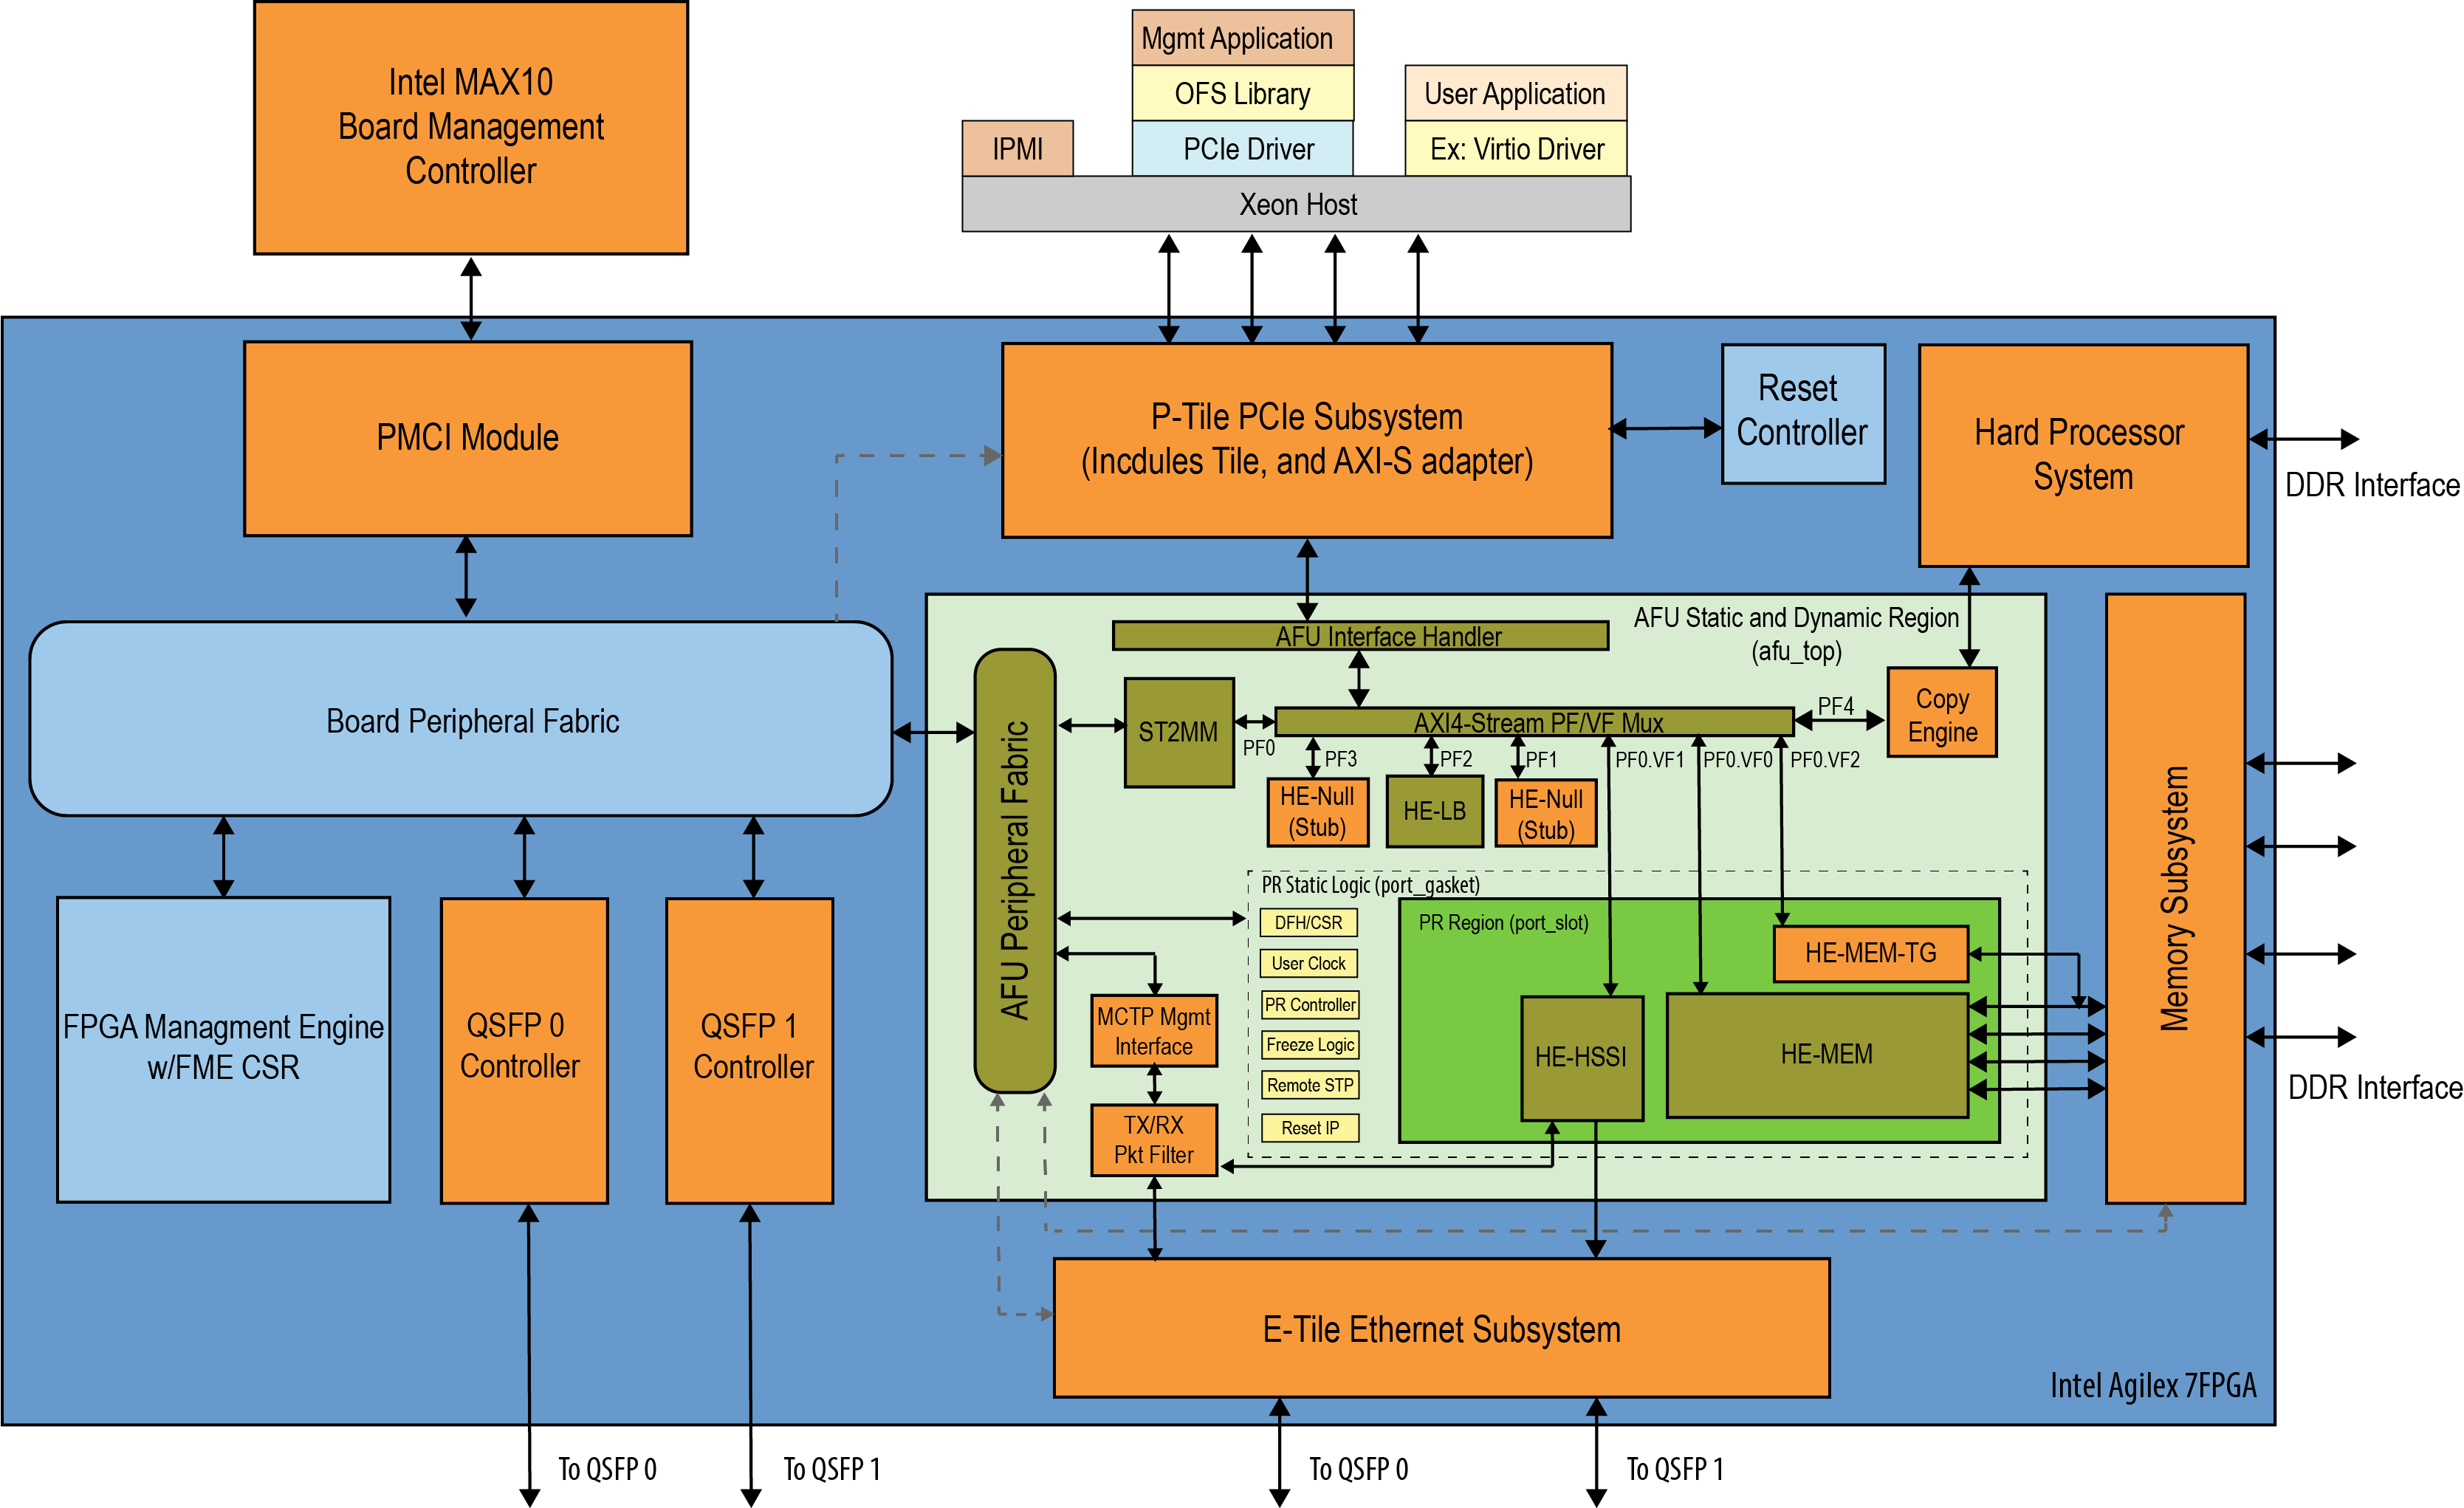 Intel MAX10
Board Management
Controller
Mgmt Application
OFS Library
PCIe Driver
IPMI
User Application
Ex: Virtio Driver
Xeon Host
PMCI Module
P-Tile PCIe Subsystem
(Incdules Tile, and AXI-S adapter)
Reset
Controller
Hard Processor
System
DDR Interface
Board Peripheral Fabric
AFU Static and Dynamic Region
(afu_top)
AFU Interface Handler
AFU Peripheral Fabric
ST2MM
PF0
AXI4-Stream PF/VF Mux
PF4
Copy
Engine
PF3
PF2
PF1
PF0.VF1
PF0.VF0
PF0.VF2
HE-Null
(Stub)
HE-LB
HE-Null
(Stub)
Memory Subsystem
PR Static Logic (port_gasket)
DFH/CSR
User Clock
PR Controller
Freeze Logic
Remote STP
Reset IP
PR Region (port_slot)
HE-MEM-TG
HE-HSSI
HE-MEM
MCTP Mgmt
Interface
TX/RX
Pkt Filter
FPGA Managment Engine
w/FME CSR
QSFP 0
Controller
QSFP 1
Controller
DDR Interface
E-Tile Ethernet Subsystem
Intel Agilex 7FPGA
To QSFP 0
To QSFP 1
To QSFP 0
To QSFP 1